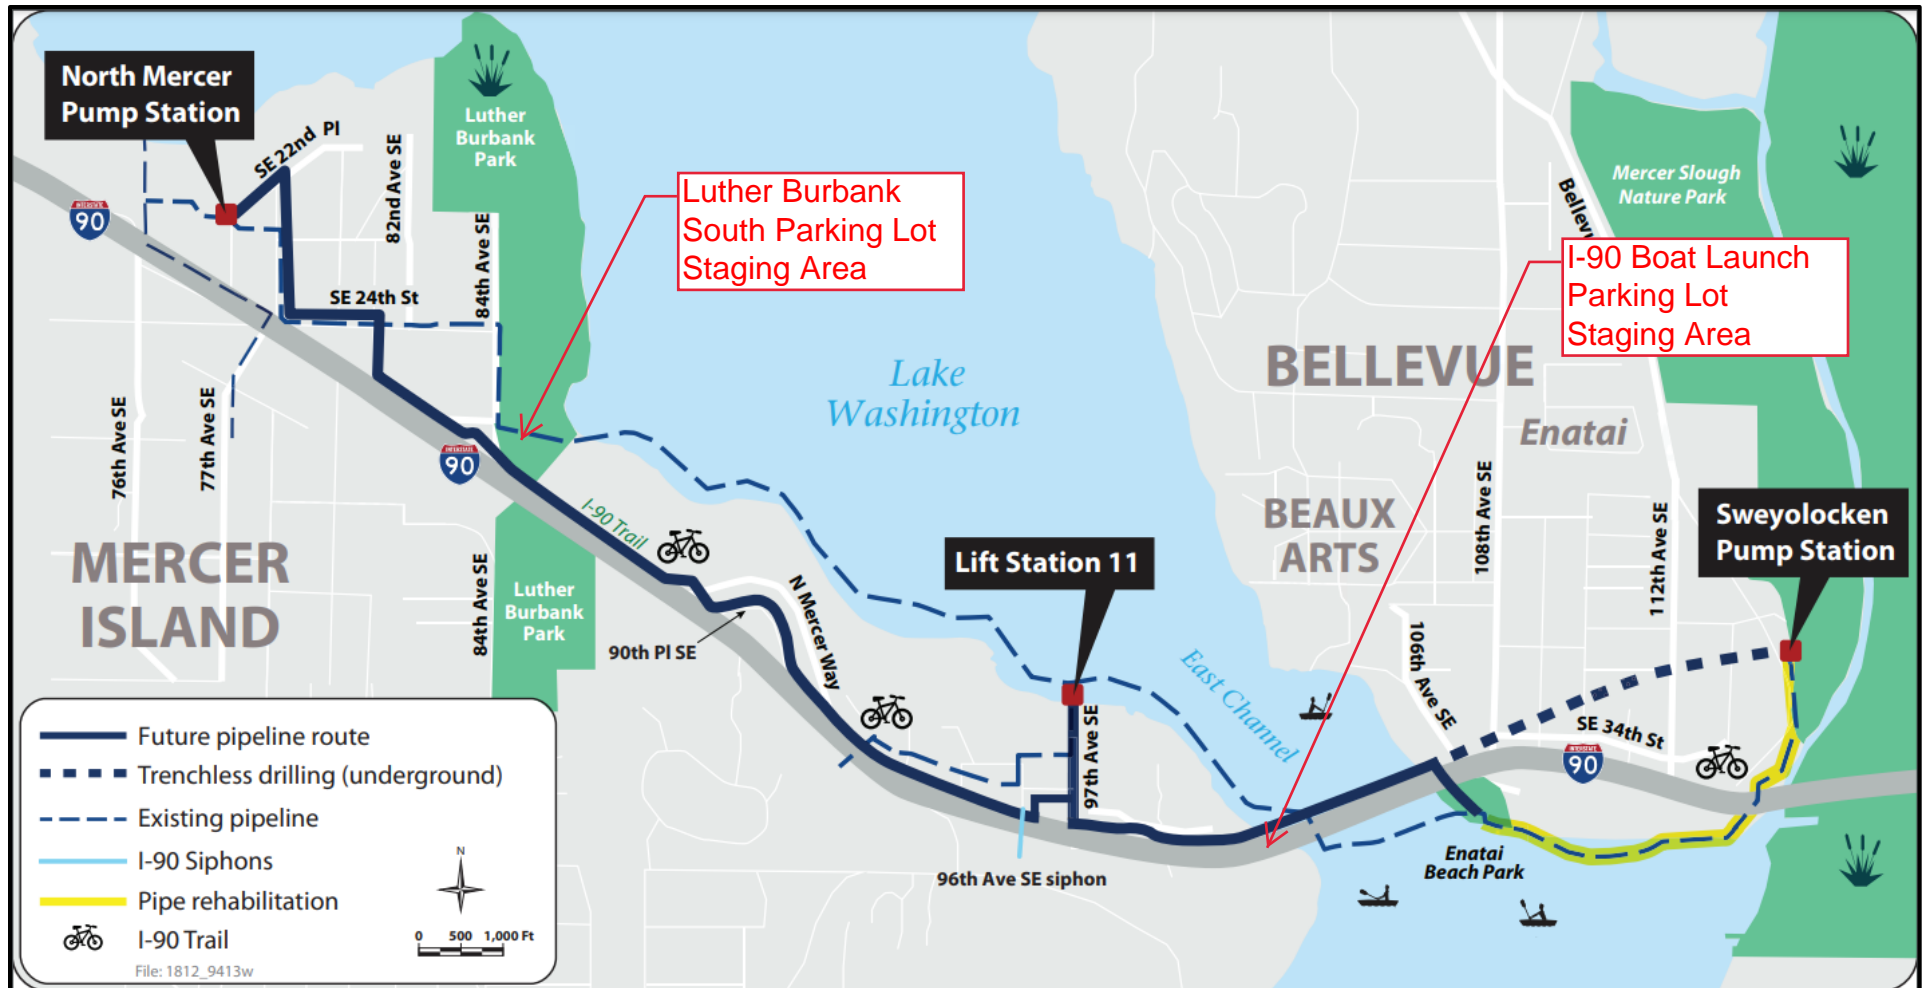 North Mercer
Pump Station
SE 22nd Pl
82nd Ave SE
Luther
Burbank
Park
INTERSTATE
90
84th Ave SE
SE 24th St
Luther Burbank
South Parking Lot
Staging Area
Mercer Slough
Nature Park
Bellevu
I-90 Boat Launch
Parking Lot
Staging Area
BELLEVUE
Enatai
Lake
Washington
76th Ave SE
77th Ave SE
INTERSTATE
90
I-90 Trail
MERCER
ISLAND
84th Ave SE
Luther
Burbank
Park
90th Pl SE
N Mercer Way
Lift Station 11
BEAUX
ARTS
108th Ave SE
112th Ave SE
Sweyolocken
Pump Station
East Channel
106th Ave SE
SE 34th St
INTERSTATE
90
97th Ave SE
96th Ave SE siphon
Enatai
Beach Park
Future pipeline route
Trenchless drilling (underground)
Existing pipeline
I-90 Siphons
Pipe rehabilitation
I-90 Trail
File: 1812_9413w
N
0 500 1,000 Ft